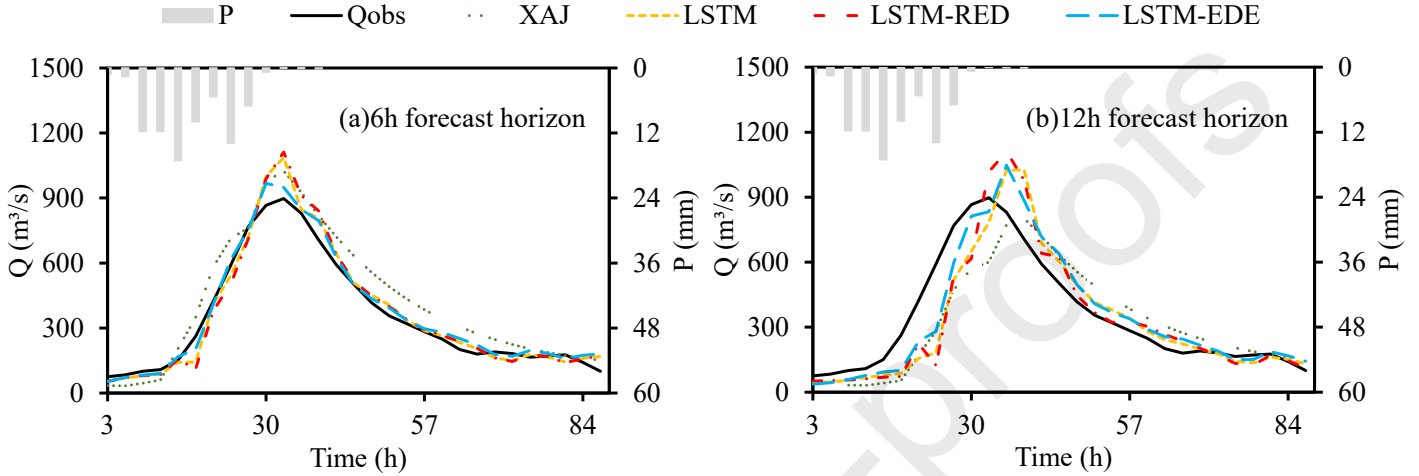 P Qobs XAJ LSTM LSTM-RED LSTM-EDE
1500 1200 900 600 300 0
Q (m³/s)
(a)6h forecast horizon
0 12 24 36 48 60
P (mm)
3 30 57 84
Time (h)
1500 1200 900 600 300 0
Q (m³/s)
(b)12h forecast horizon
0 12 24 36 48 60
P (mm)
3 30 57 84
Time (h)
proofs